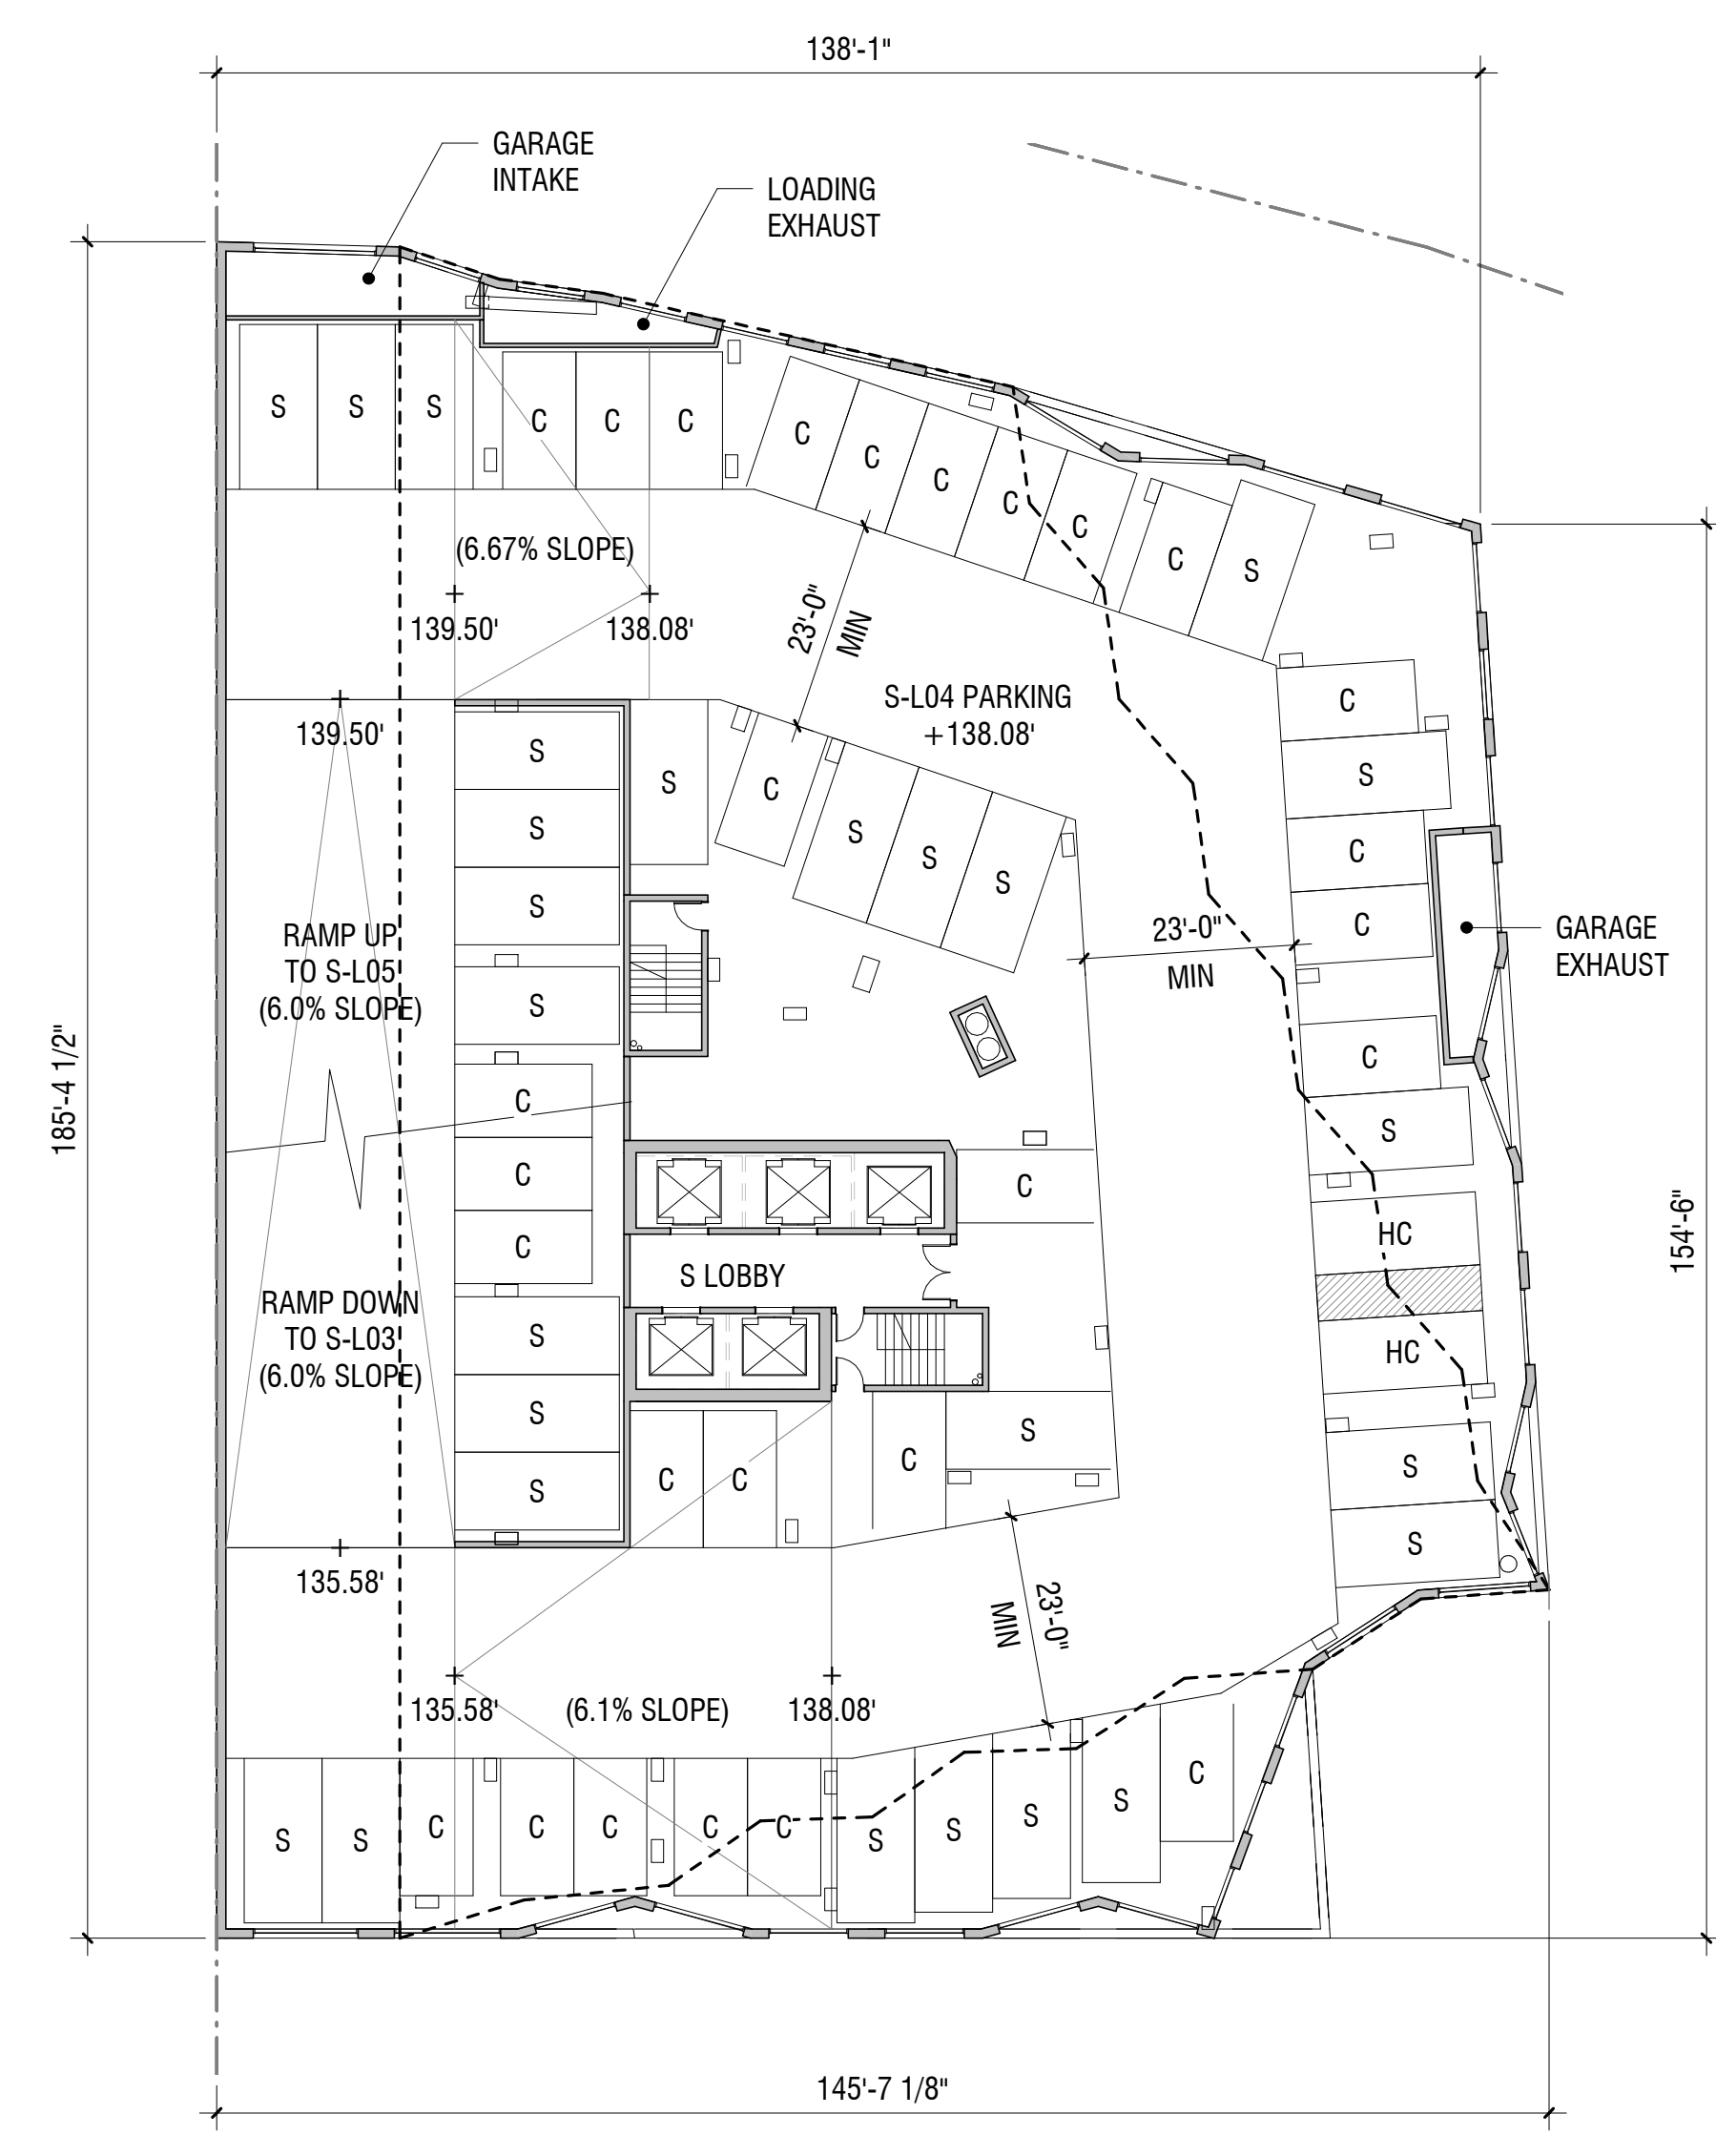 138'-1"
GARAGE
INTAKE
LOADING
EXHAUST
S S S C C C
C C C C C C S
(6.67% SLOPE)
139.50' 138.08'
23'-0"
MIN
S-L04 PARKING
+138.08'
139.50'
C
S
C
C
C
S
HC
HC
S
S
S
S
S
S
C
C
C
S
S
S
S
C
S
S
S
RAMP UP
TO S-L05
(6.0% SLOPE)
23'-0"
MIN
GARAGE
EXHAUST
185'-4 1/2"
154'-6"
C
S LOBBY
RAMP DOWN
TO S-L03
(6.0% SLOPE)
C C C S
135.58'
23'-0"
MIN
135.58' (6.1% SLOPE) 138.08'
S S C C C C C S S S S C
145'-7 1/8"